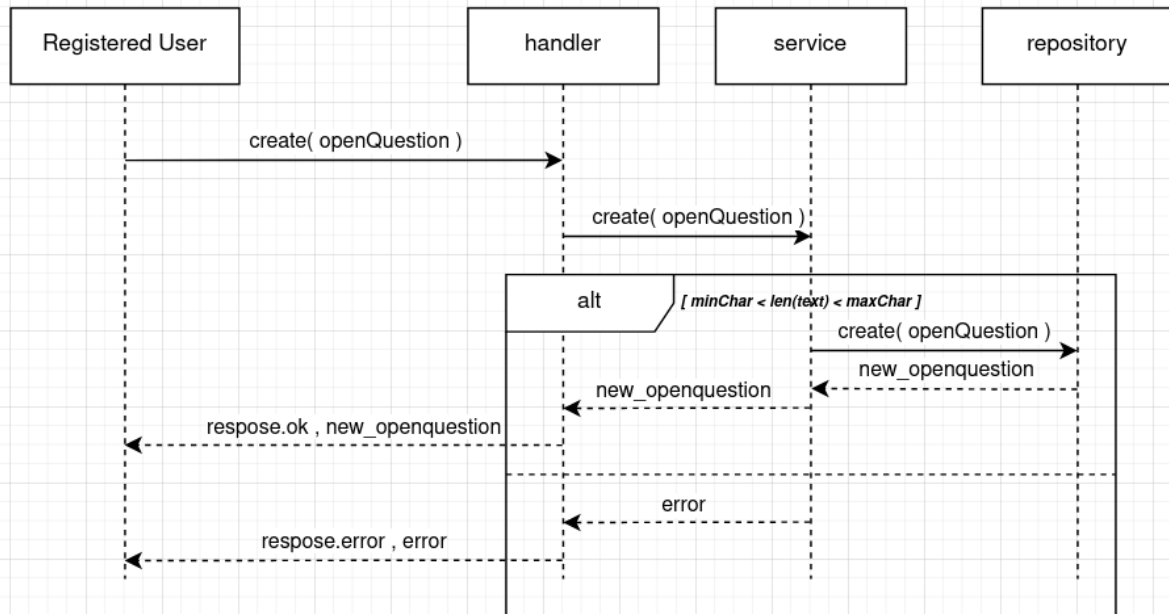 Registered User
handler
service
repository
create( openQuestion )
create( openQuestion )
alt
[ minChar < len(text) < maxChar ]
create( openQuestion )
new_openquestion
new_openquestion
respose.ok , new_openquestion
error
respose.error , error